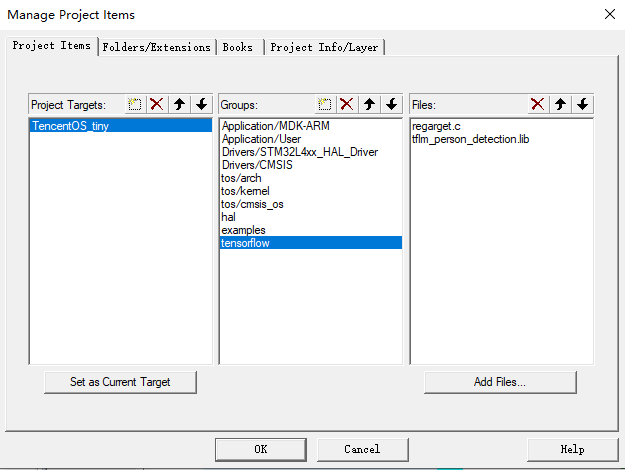 Manage Project Items
Project Items
Folders/Extensions
Books
Project Info/Layer
Project Targets:
Groups:
Files:
TencentOS_tiny
Application/MDK-ARM
Application/User
Drivers/STM32L4xx_HAL_Driver
Drivers/CMSIS
tos/arch
tos/kernel
tos/cmsis_os
hal
examples
tensorflow
regarget.c
tflm_person_detection.lib
Set as Current Target
Add Files...
OK
Cancel
Help